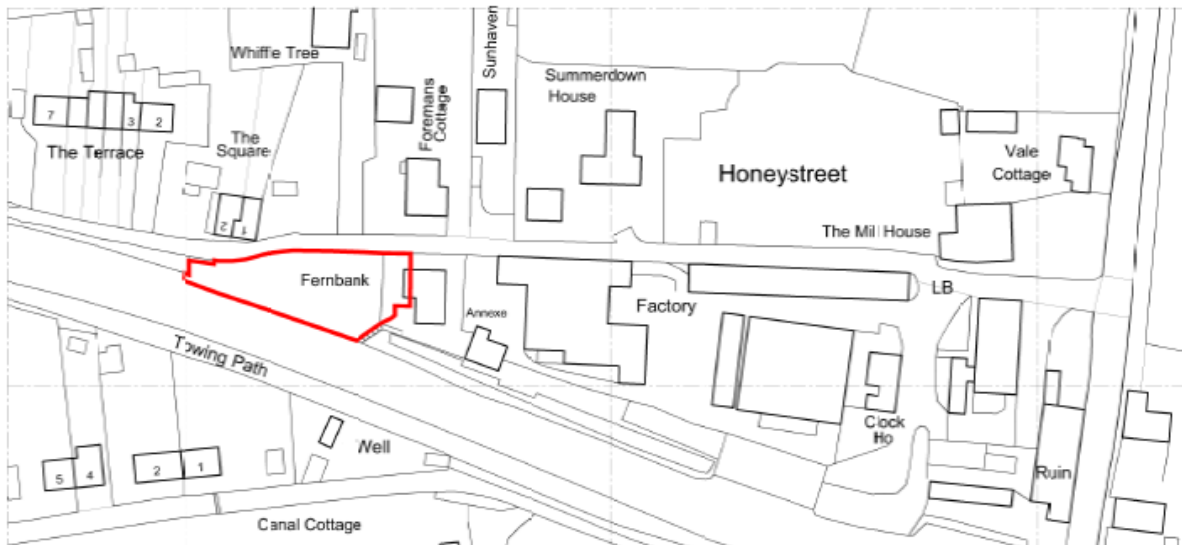 Whiffle Tree
Sunhaven
Summerdown
House
Foremans
Cottage
7
3
2
The Terrace
The
Square
Vale
Cottage
Honeystreet
2
1
The Mill House
Fernbank
Factory
LB
Annexe
Towing Path
Clock
Ho
Well
5
4
2
1
Ruin
Canal Cottage